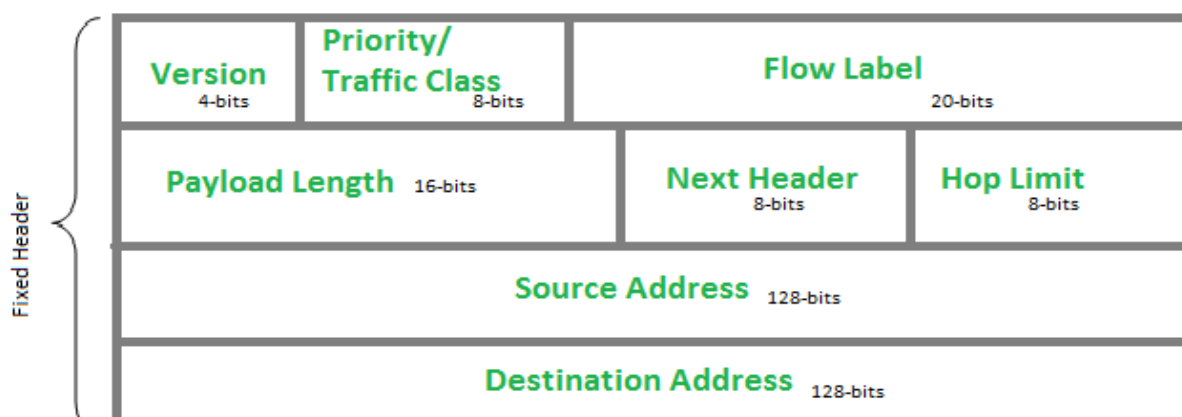 Fixed Header
Version
4-bits
Priority/
Traffic Class
8-bits
Flow Label
20-bits
Payload Length 16-bits
Next Header
8-bits
Hop Limit
8-bits
Source Address 128-bits
Destination Address 128-bits